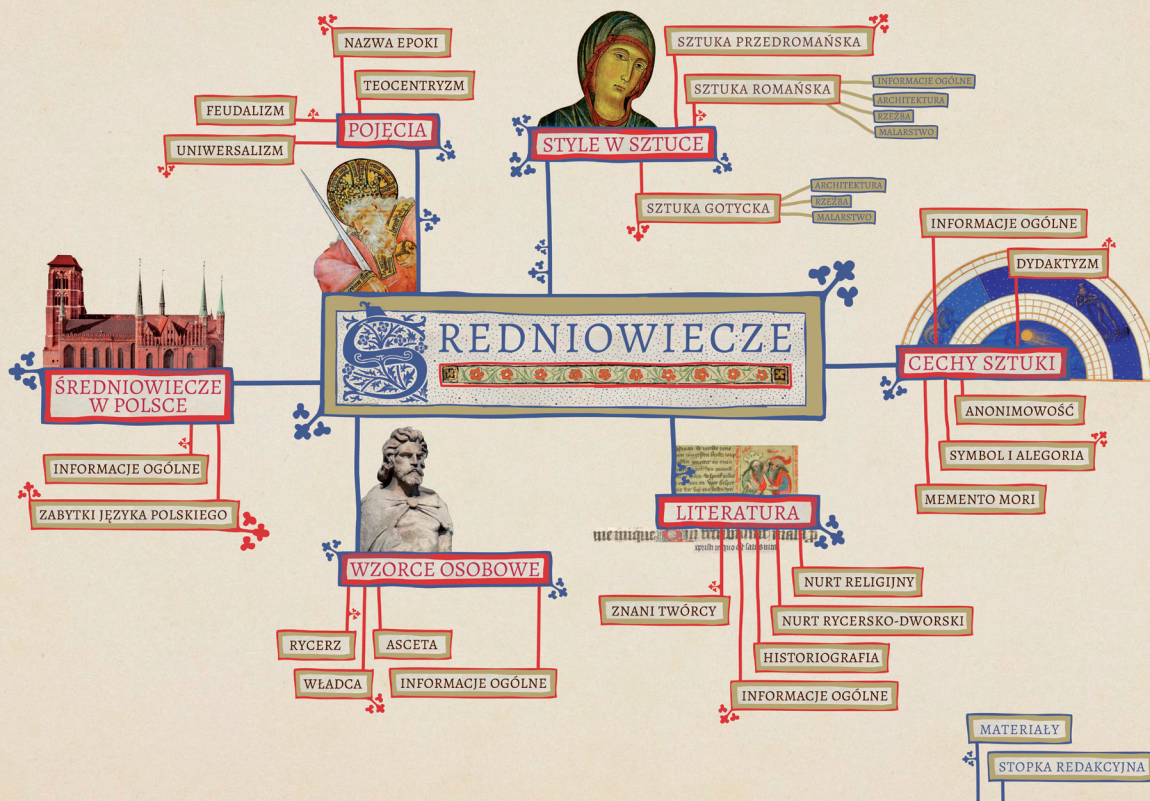 NAZWA EPOKI
TEOCENTRYZM
FEUDALIZM
UNIWERSALIZM
POJĘCIA
SZTUKA PRZEDROMAŃSKA
SZTUKA ROMAŃSKA
INFORMACJE OGÓLNE
ARCHITEKTURA
RZEŹBA
MALARSTWO
STYLE W SZTUCE
SZTUKA GOTYCKA
ARCHITEKTURA
RZEŹBA
MALARSTWO
INFORMACJE OGÓLNE
DYDAKTYZM
CECHY SZTUKI
ANONIMOWOŚĆ
SYMBOL I ALEGORIA
MEMENTO MORI
ŚREDNIOWIECZE
ŚREDNIOWIECZE
W POLSCE
INFORMACJE OGÓLNE
ZABYTKI JĘZYKA POLSKIEGO
WZORCE OSOBOWE
RYCERZ
ASCETA
WŁADCA
INFORMACJE OGÓLNE
LITERATURA
NURT RELIGIJNY
ZNANI TWÓRCY
NURT RYCERSKO-DWORSKI
HISTORIOGRAFIA
INFORMACJE OGÓLNE
MATERIAŁY
STOPKA REDAKCYJNA